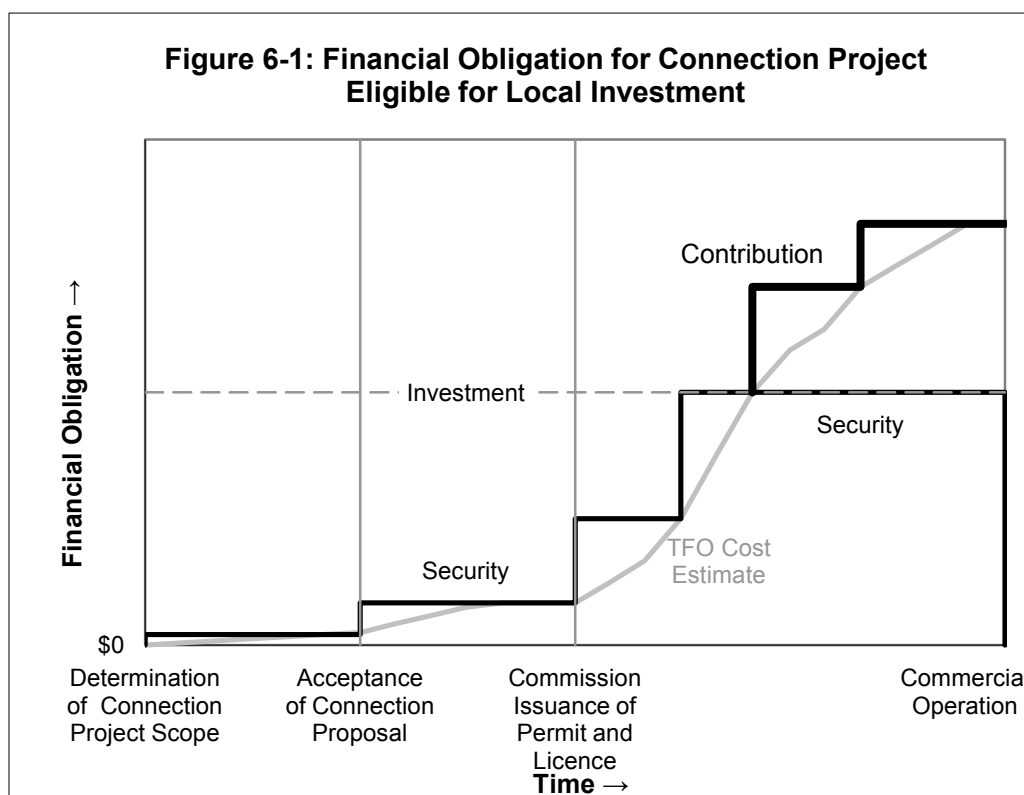 Figure 6-1: Financial Obligation for Connection Project
Eligible for Local Investment
Financial Obligation →
Contribution
Investment
Security
Security
TFO Cost
Estimate
$0
Determination
of Connection
Project Scope
Acceptance
of Connection
Proposal
Commission
Issuance of
Permit and
Licence
Commercia
Operation
Time →